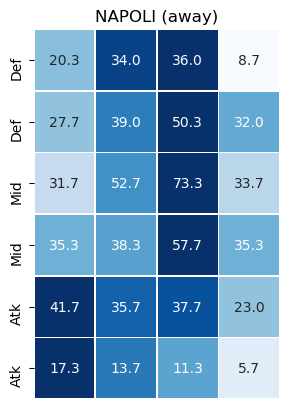 NAPOLI (away)
Def 20.3 34.0 36.0 8.7
Def 27.7 39.0 50.3 32.0
Mid 31.7 52.7 73.3 33.7
Mid 35.3 38.3 57.7 35.3
Atk 41.7 35.7 37.7 23.0
Atk 17.3 13.7 11.3 5.7